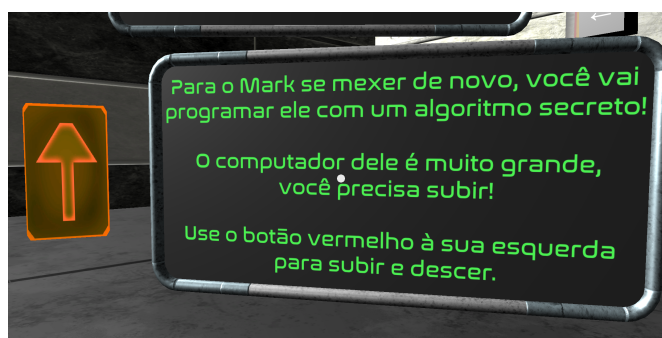 Para o Mark se mexer de novo, você vai
programar ele com um algoritmo secreto!
O computador dele é muito grande,
você precisa subir!
Use o botão vermelho à sua esquerda
para subir e descer.